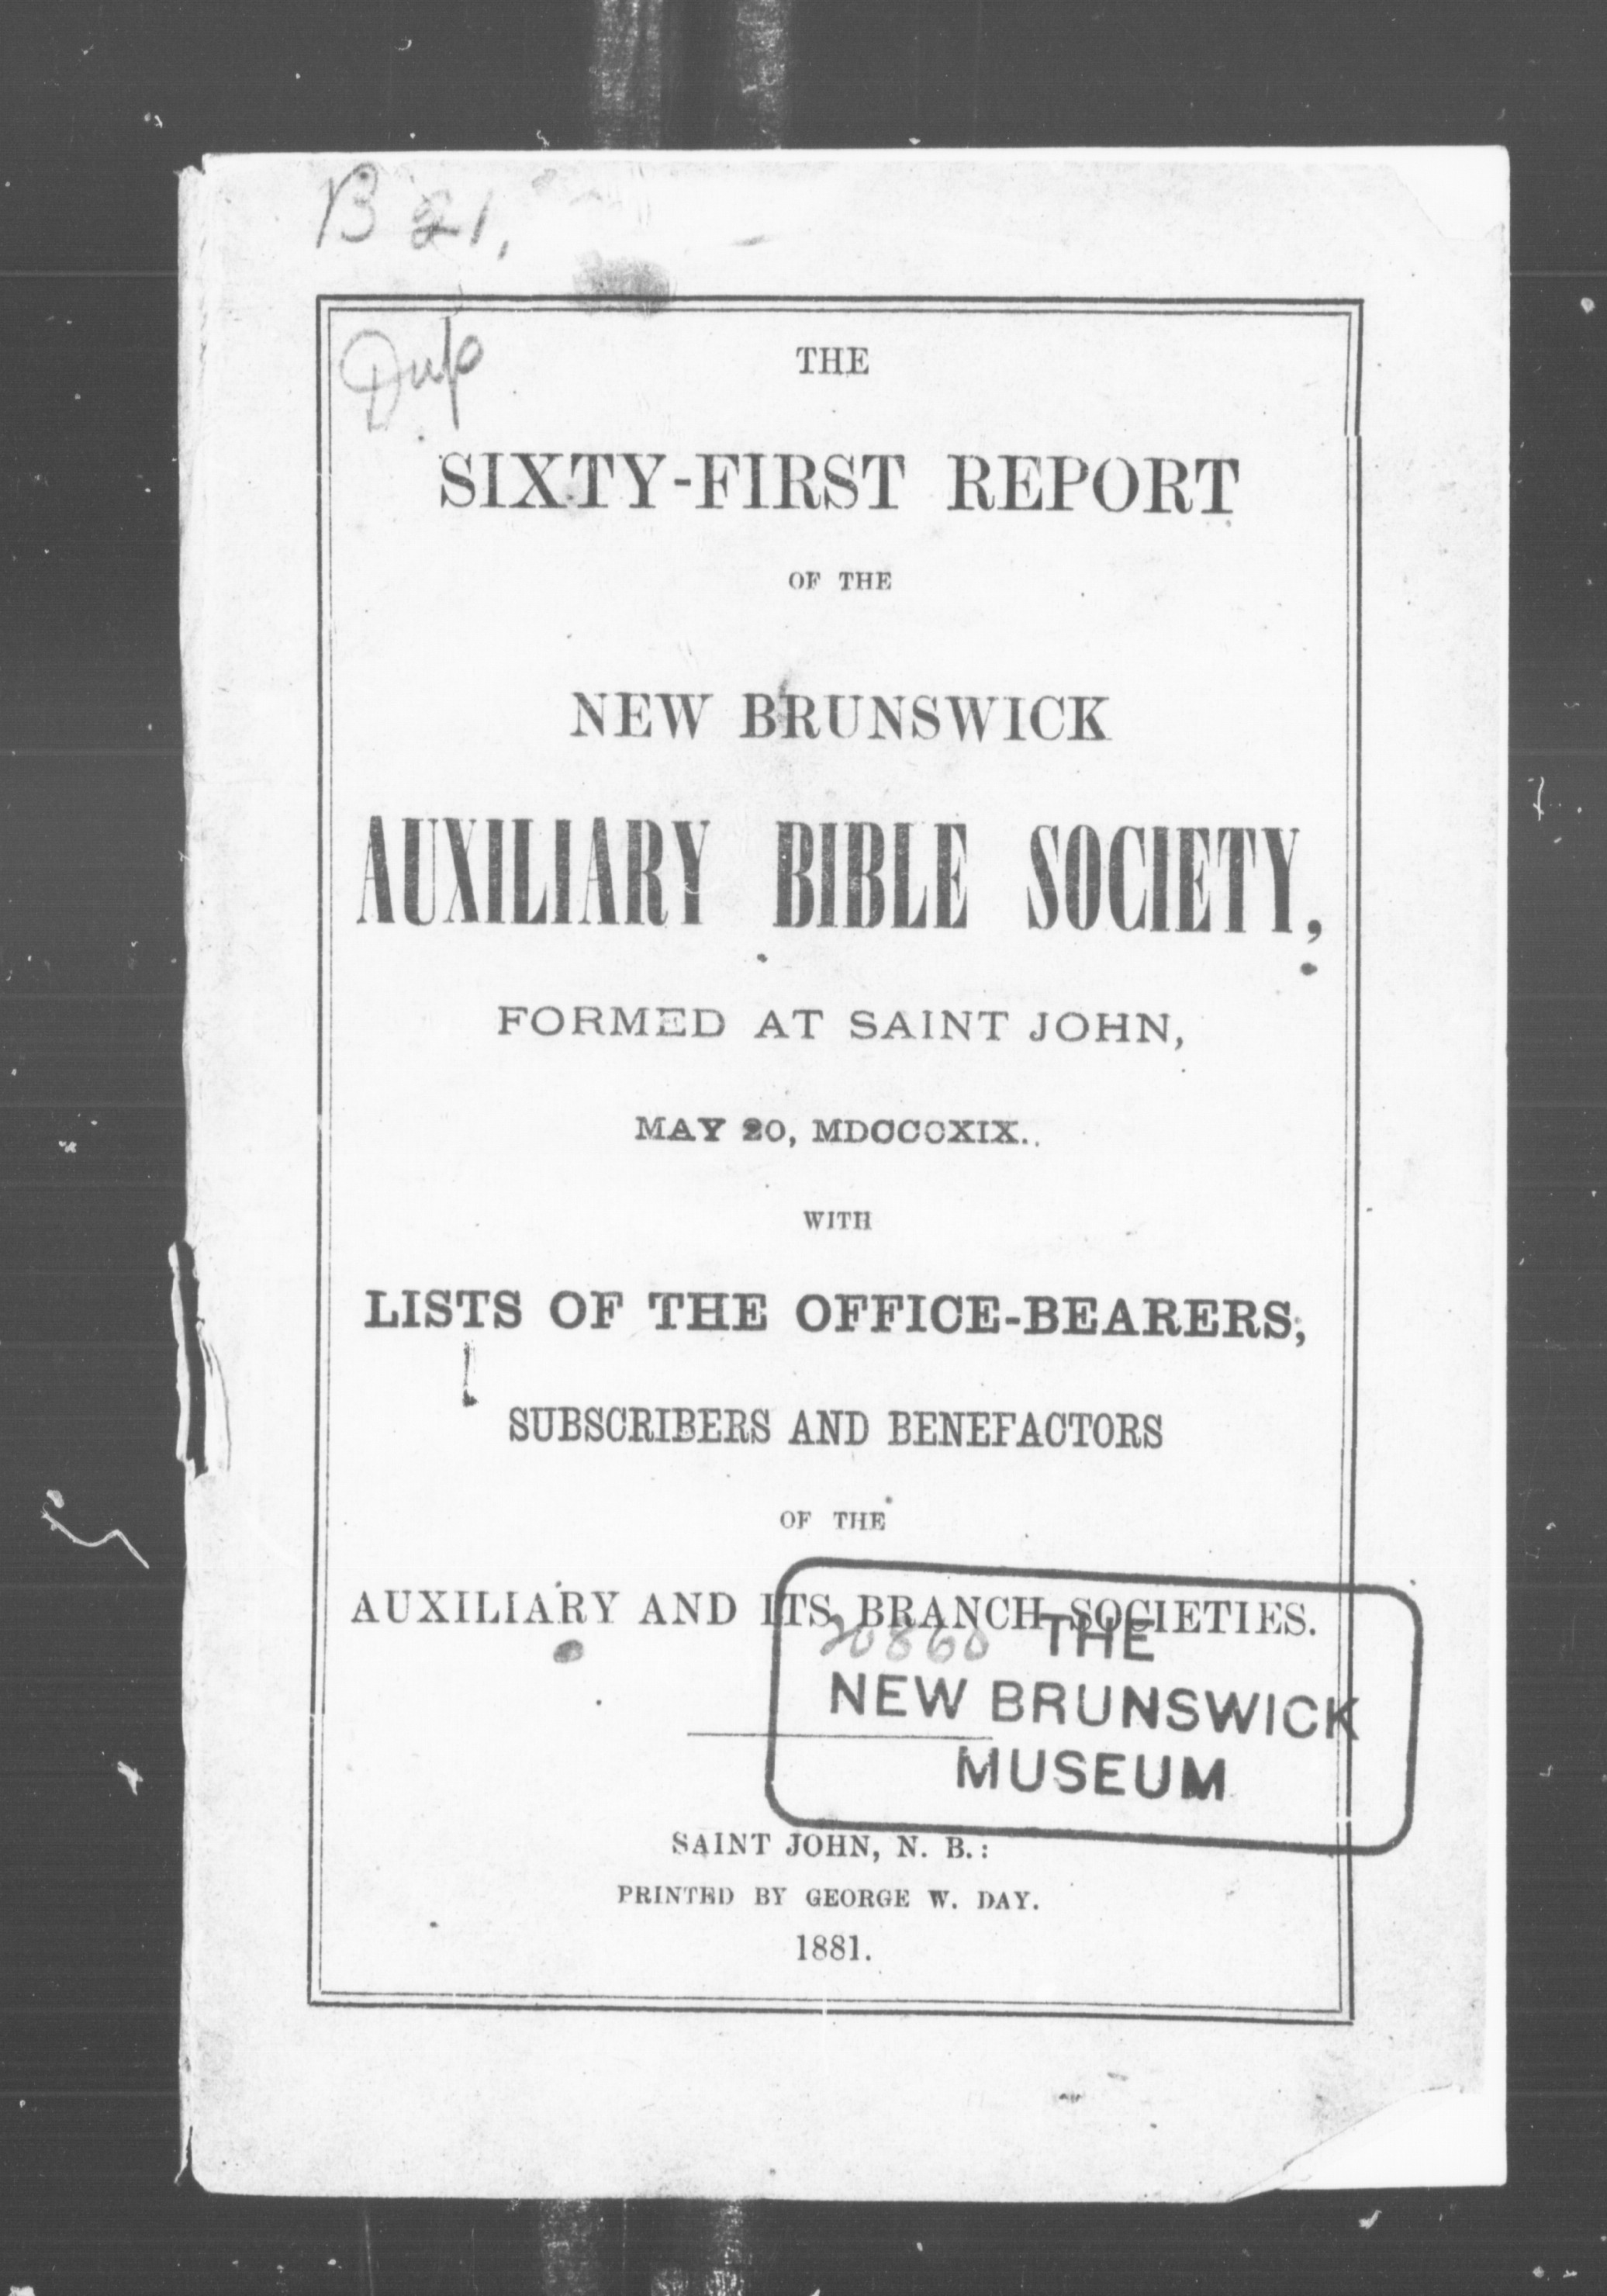 B 21,
Dup
THE
SIXTY-FIRST REPORT
OF THE
NEW BRUNSWICK
AUXILIARY BIBLE SOCIETY,
FORMED AT SAINT JOHN,
MAY 20, MDCCCXIX.
WITH
LISTS OF THE OFFICE-BEARERS,
SUBSCRIBERS AND BENEFACTORS
OF THE
AUXILIARY AND ITS BRANCH SOCIETIES.
20860 THE
NEW BRUNSWICK
MUSEUM
SAINT JOHN, N. B.:
PRINTED BY GEORGE W. DAY.
1881.